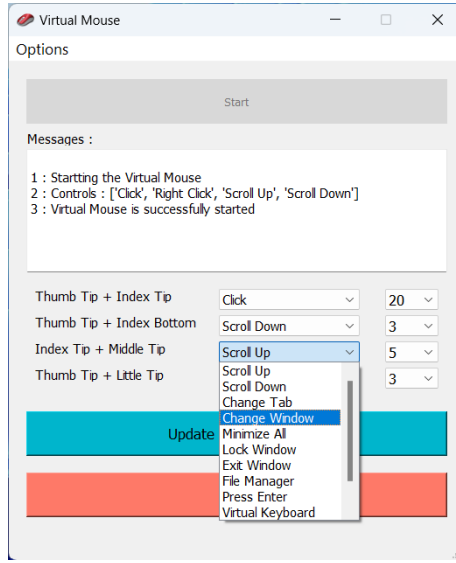 Virtual Mouse
Options
Start
Messages :
1 : Startting the Virtual Mouse
2 : Controls : ['Click', 'Right Click', 'Scroll Up', 'Scroll Down']
3 : Virtual Mouse is successfully started
Thumb Tip + Index Tip Click 20
Thumb Tip + Index Bottom Scroll Down 3
Index Tip + Middle Tip Scroll Up 5
Thumb Tip + Little Tip 3
Scroll Up
Scroll Down
Change Tab
Change Window
Update
Minimize All
Lock Window
Exit Window
File Manager
Press Enter
Virtual Keyboard